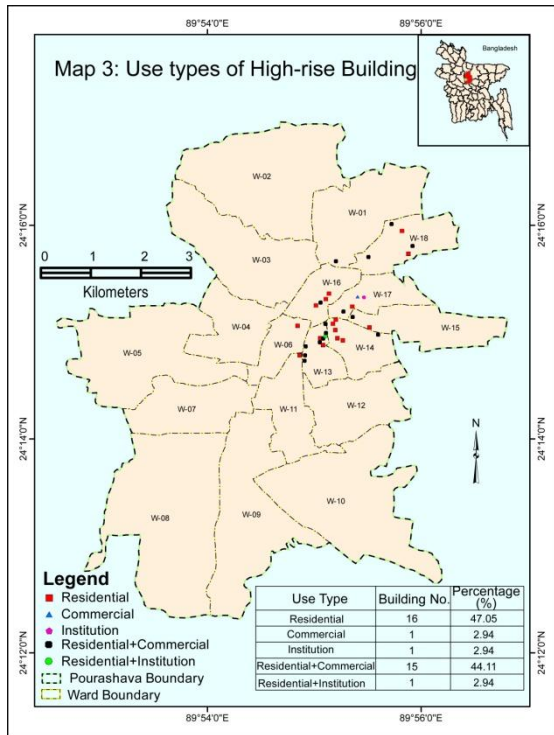 89°54'0"E 89°56'0"E
Map 3: Use types of High-rise Building
Bangladesh
24°16'0"N
24°16'0"N
24°14'0"N
24°14'0"N
24°12'0"N
24°12'0"N
W-02
W-01
W-18
W-03
W-16
W-17
W-04
W-15
W-05
W-06
W-14
W-13
W-07
W-11
W-12
W-10
W-08
W-09
0 1 2 3
Kilometers
N
Legend
Residential
Commercial
Institution
Residential+Commercial
Residential+Institution
Pourashava Boundary
Ward Boundary
Use Type Building No. Percentage (%)
Residential 16 47.05
Commercial 1 2.94
Institution 1 2.94
Residential+Commercial 15 44.11
Residential+Institution 1 2.94
89°54'0"E 89°56'0"E